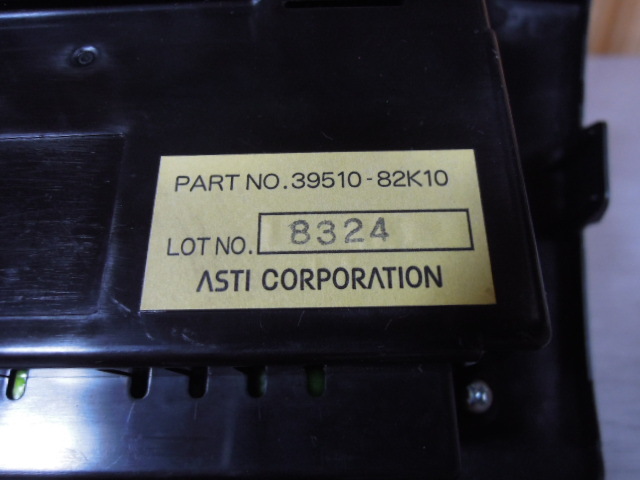 PART NO. 39510-82K10
LOT NO. 8324
ASTI CORPORATION